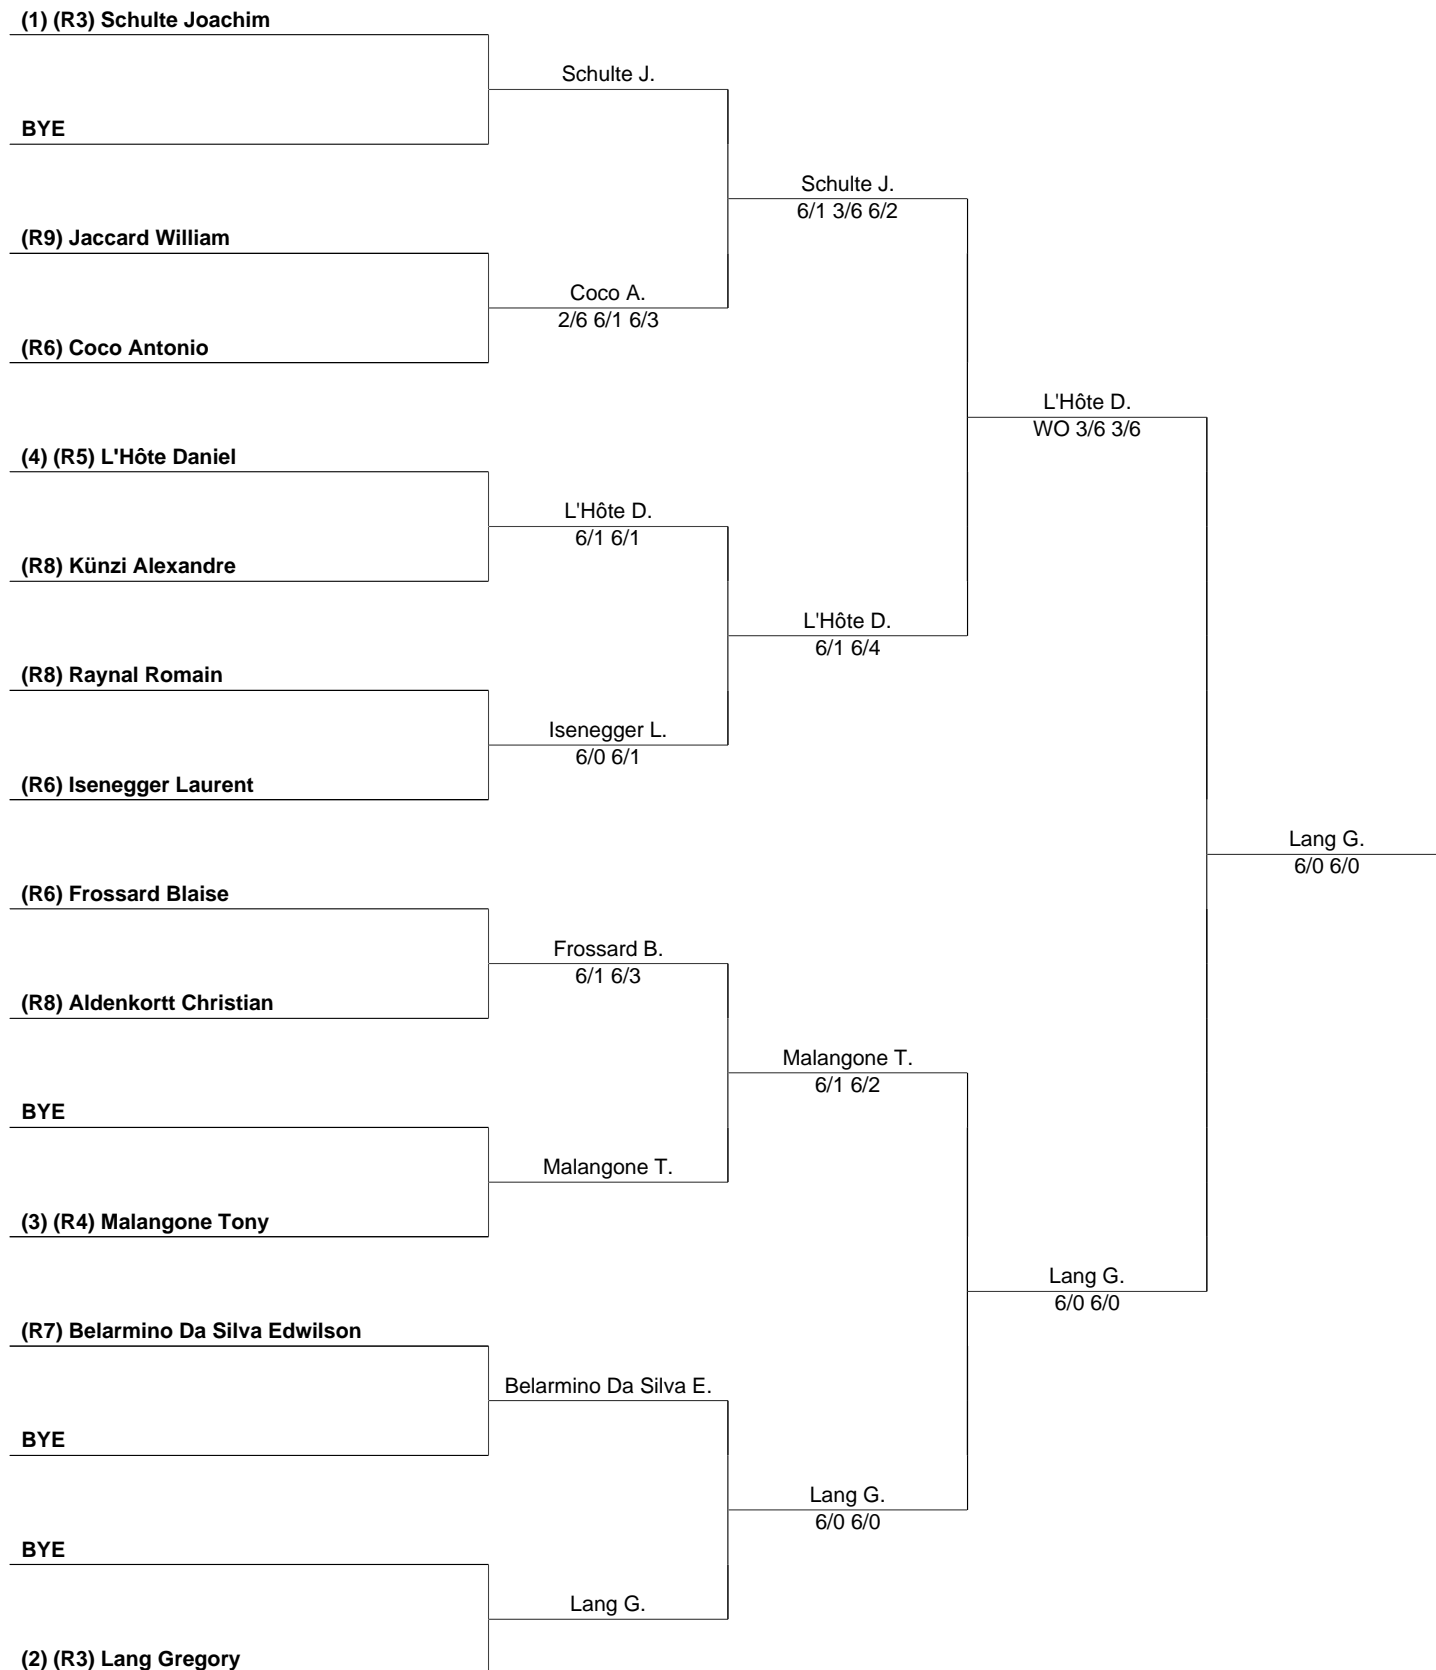 (1) (R3) Schulte Joachim
Schulte J.
BYE
Schulte J.
6/1 3/6 6/2
(R9) Jaccard William
Coco A.
2/6 6/1 6/3
(R6) Coco Antonio
L'Hôte D.
WO 3/6 3/6
(4) (R5) L'Hôte Daniel
L'Hôte D.
6/1 6/1
(R8) Künzi Alexandre
L'Hôte D.
6/1 6/4
(R8) Raynal Romain
Isenegger L.
6/0 6/1
(R6) Isenegger Laurent
Lang G.
6/0 6/0
(R6) Frossard Blaise
Frossard B.
6/1 6/3
(R8) Aldenkortt Christian
Malangone T.
6/1 6/2
BYE
Malangone T.
(3) (R4) Malangone Tony
Lang G.
6/0 6/0
(R7) Belarmino Da Silva Edwilson
Belarmino Da Silva E.
BYE
Lang G.
6/0 6/0
BYE
Lang G.
(2) (R3) Lang Gregory